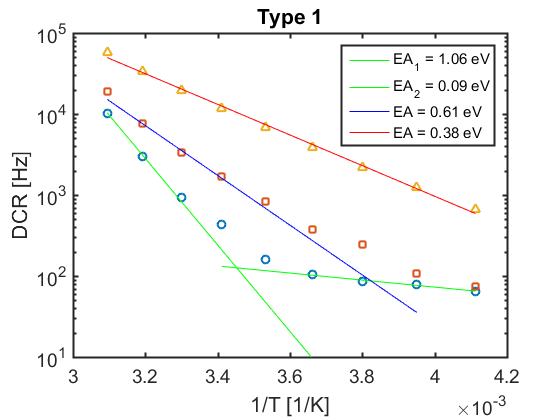 Type 1
10^5
10^4
10^3
10^2
10^1
DCR [Hz]
EA_1 = 1.06 eV
EA_2 = 0.09 eV
EA = 0.61 eV
EA = 0.38 eV
3 3.2 3.4 3.6 3.8 4 4.2
1/T [1/K]
×10^-3